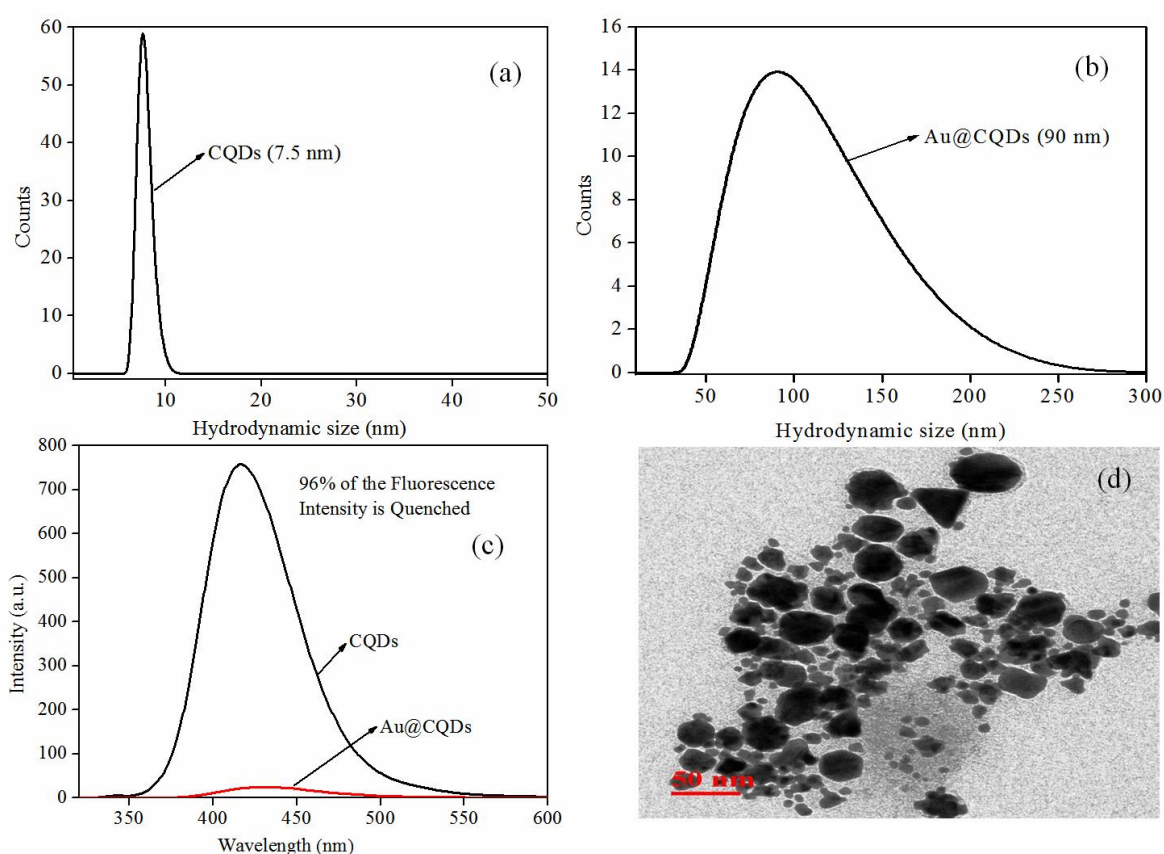 60
50
40
30
20
10
0
Counts
(a)
CQDs (7.5 nm)
10
20
30
40
50
Hydrodynamic size (nm)
16
14
12
10
8
6
4
2
0
Counts
(b)
Au@CQDs (90 nm)
50
100
150
200
250
300
Hydrodynamic size (nm)
800
700
600
500
400
300
200
100
0
Intensity (a.u.)
96% of the Fluorescence
Intensity is Quenched
(c)
CQDs
Au@CQDs
350
400
450
500
550
600
Wavelength (nm)
(d)
50 nm